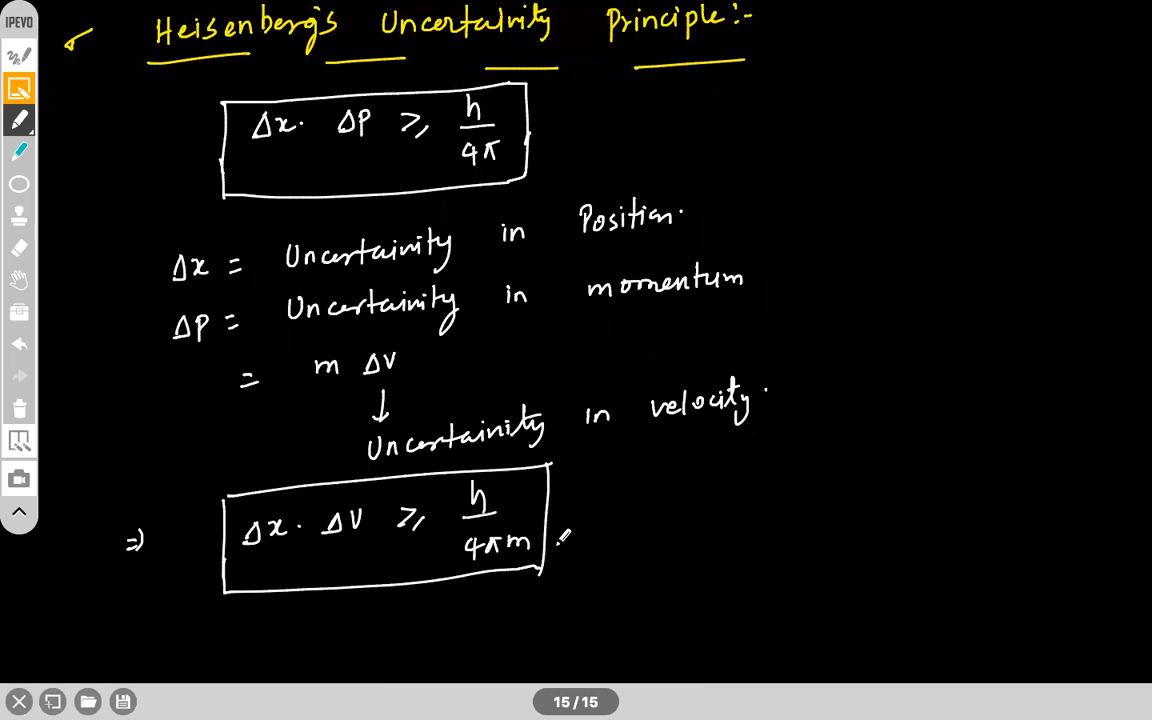 IPEVO
Heisenberg's Uncertainity Principle:-
Δx · ΔP ≥ h/4π
Δx = Uncertainity in Position.
ΔP = Uncertainity in momentum
= m ΔV
↓
Uncertainity in velocity.
⇒ Δx · ΔV ≥ h/4πm
15/15